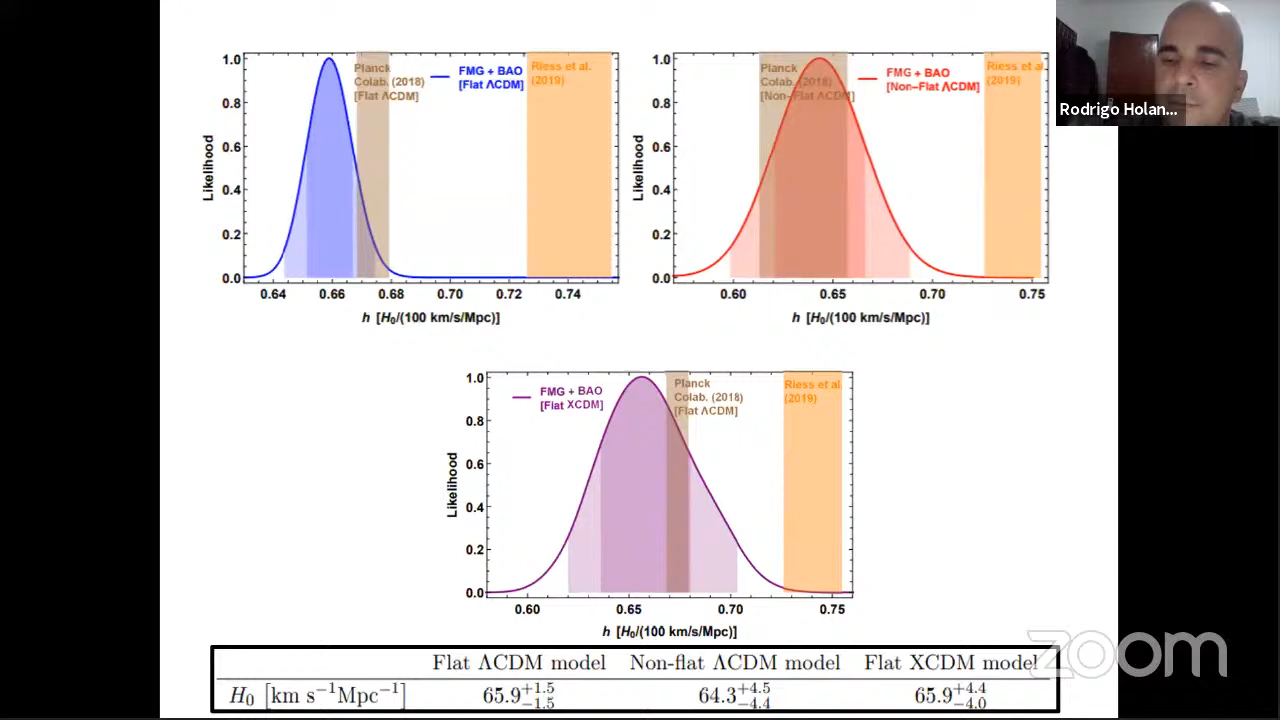 Rodrigo Holan...
1.0
0.8
0.6
0.4
0.2
0.0
Likelihood
Planck
Colab. (2018)
[Flat ΛCDM]
FMG + BAO
[Flat ΛCDM]
Riess et al.
(2019)
0.64 0.66 0.68 0.70 0.72 0.74
h [H₀/(100 km/s/Mpc)]
1.0
0.8
0.6
0.4
0.2
0.0
Likelihood
Planck
Colab. (2018)
[Non-Flat ΛCDM]
FMG + BAO
[Non-Flat ΛCDM]
Riess et al.
(2019)
0.60 0.65 0.70 0.75
h [H₀/(100 km/s/Mpc)]
1.0
0.8
0.6
0.4
0.2
0.0
Likelihood
FMG + BAO
[Flat XCDM]
Planck
Colab. (2018)
[Flat ΛCDM]
Riess et al
(2019)
0.60 0.65 0.70 0.75
h [H₀/(100 km/s/Mpc)]
Flat ΛCDM model Non-flat ΛCDM model Flat XCDM model
H₀ [km s⁻¹Mpc⁻¹] 65.9+1.5−1.5 64.3+4.5−4.4 65.9+4.4−4.0
zoom